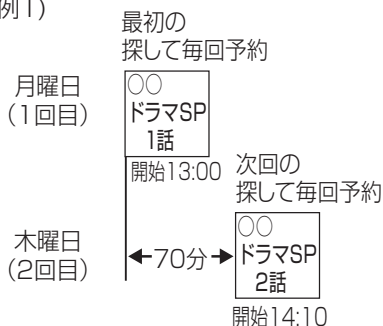 例1)
最初の
探して毎回予約
月曜日
(1回目)
○○
ドラマSP
1話
開始13:00
次回の
探して毎回予約
木曜日
(2回目)
70分
○○
ドラマSP
2話
開始14:10